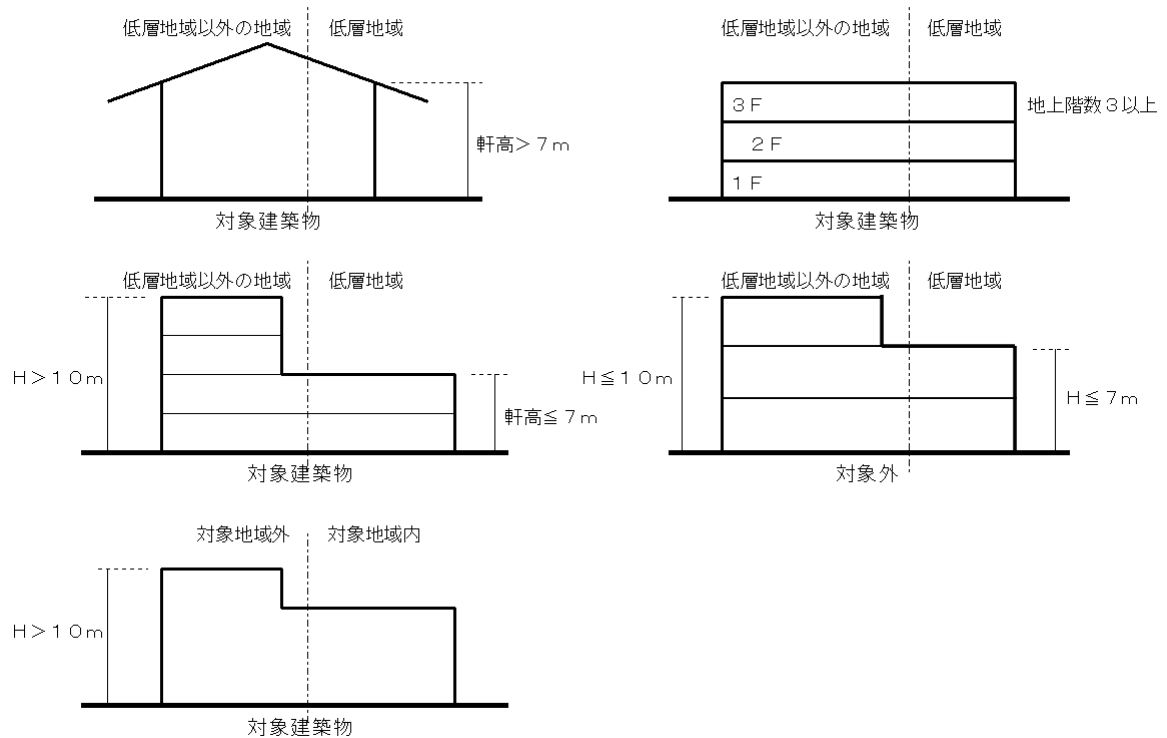 低層地域以外の地域 低層地域
軒高＞７ｍ
対象建築物
低層地域以外の地域 低層地域
３Ｆ
２Ｆ
１Ｆ
地上階数３以上
対象建築物
低層地域以外の地域 低層地域
Ｈ＞１０ｍ
軒高≦７ｍ
対象建築物
低層地域以外の地域 低層地域
Ｈ≦１０ｍ
Ｈ≦７ｍ
対象外
対象地域外 対象地域内
Ｈ＞１０ｍ
対象建築物